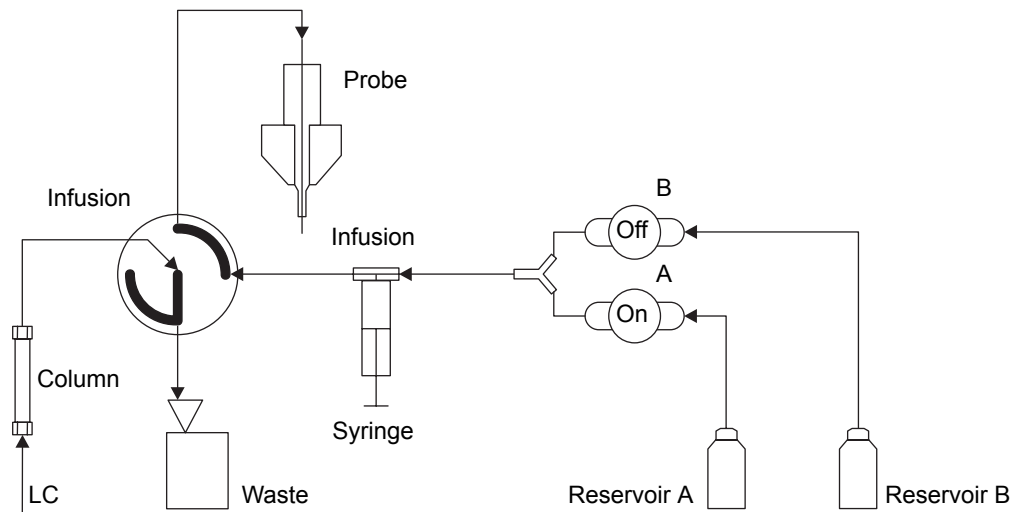 Probe
Infusion
Infusion
B
Off
A
On
Column
Syringe
LC
Waste
Reservoir A
Reservoir B